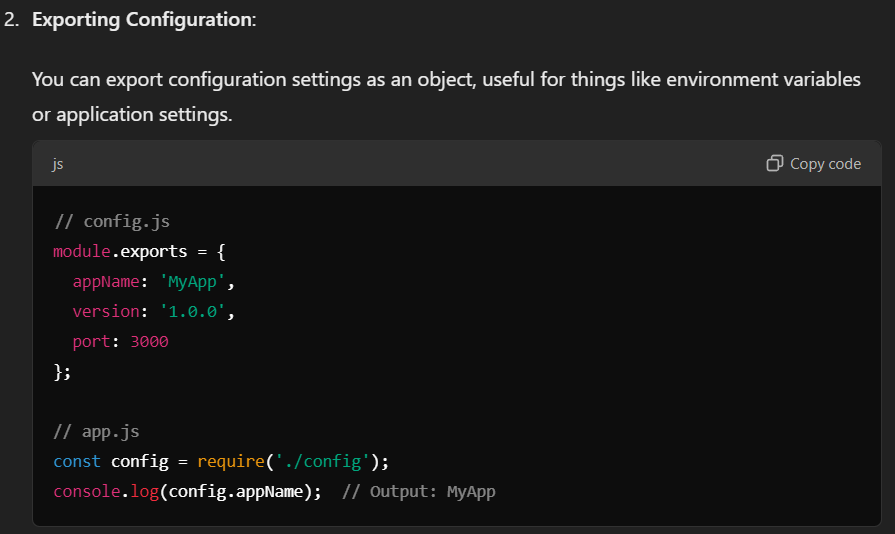 2. Exporting Configuration:
You can export configuration settings as an object, useful for things like environment variables
or application settings.
js
Copy code
// config.js
module.exports = {
  appName: 'MyApp',
  version: '1.0.0',
  port: 3000
};
// app.js
const config = require('./config');
console.log(config.appName);  // Output: MyApp